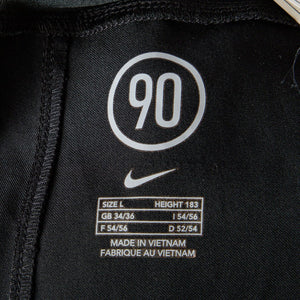 90
SIZE L HEIGHT 183
GB 34/36 I 54/56
F 54/56 D 52/54
MADE IN VIETNAM
FABRIQUE AU VIETNAM